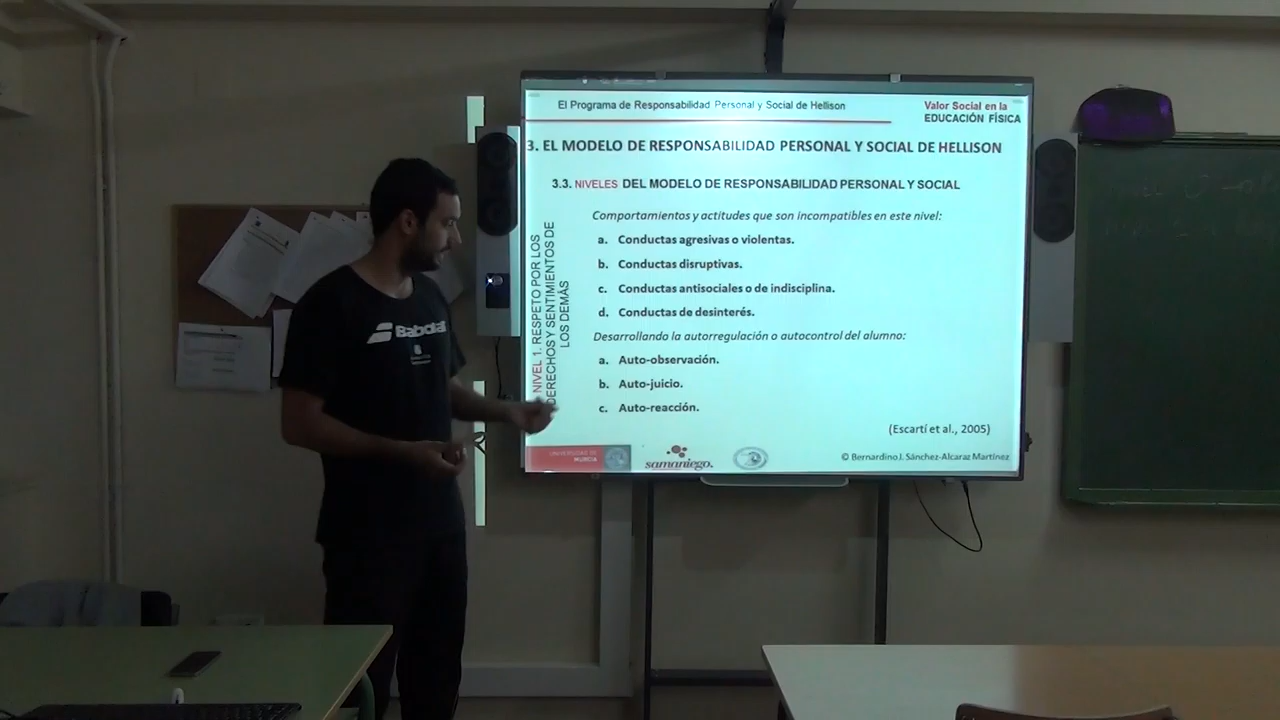 El Programa de Responsabilidad Personal y Social de Hellison
Valor Social en la
EDUCACIÓN FÍSICA
3. EL MODELO DE RESPONSABILIDAD PERSONAL Y SOCIAL DE HELLISON
3.3. NIVELES DEL MODELO DE RESPONSABILIDAD PERSONAL Y SOCIAL
NIVEL 1. RESPETO POR LOS
DERECHOS Y SENTIMIENTOS DE
LOS DEMÁS
Comportamientos y actitudes que son incompatibles en este nivel:
a. Conductas agresivas o violentas.
b. Conductas disruptivas.
c. Conductas antisociales o de indisciplina.
d. Conductas de desinterés.
Desarrollando la autorregulación o autocontrol del alumno:
a. Auto-observación.
b. Auto-juicio.
c. Auto-reacción.
(Escartí et al., 2005)
UNIVERSIDAD DE
MURCIA
samaniego.
© Bernardino J. Sánchez-Alcaraz Martínez
Babolat